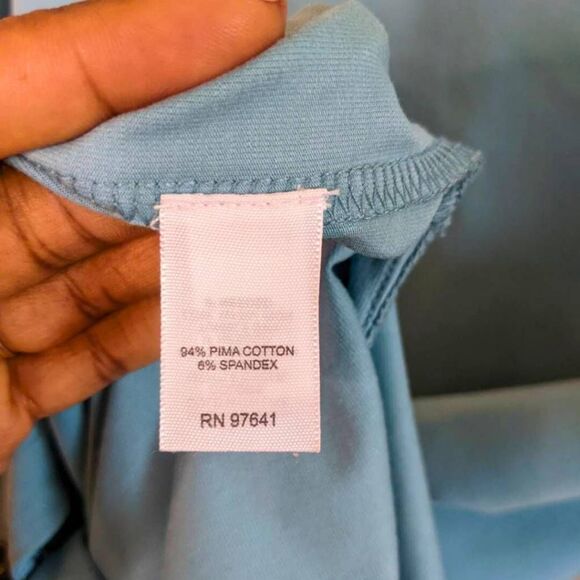 94% PIMA COTTON
6% SPANDEX
RN 97641